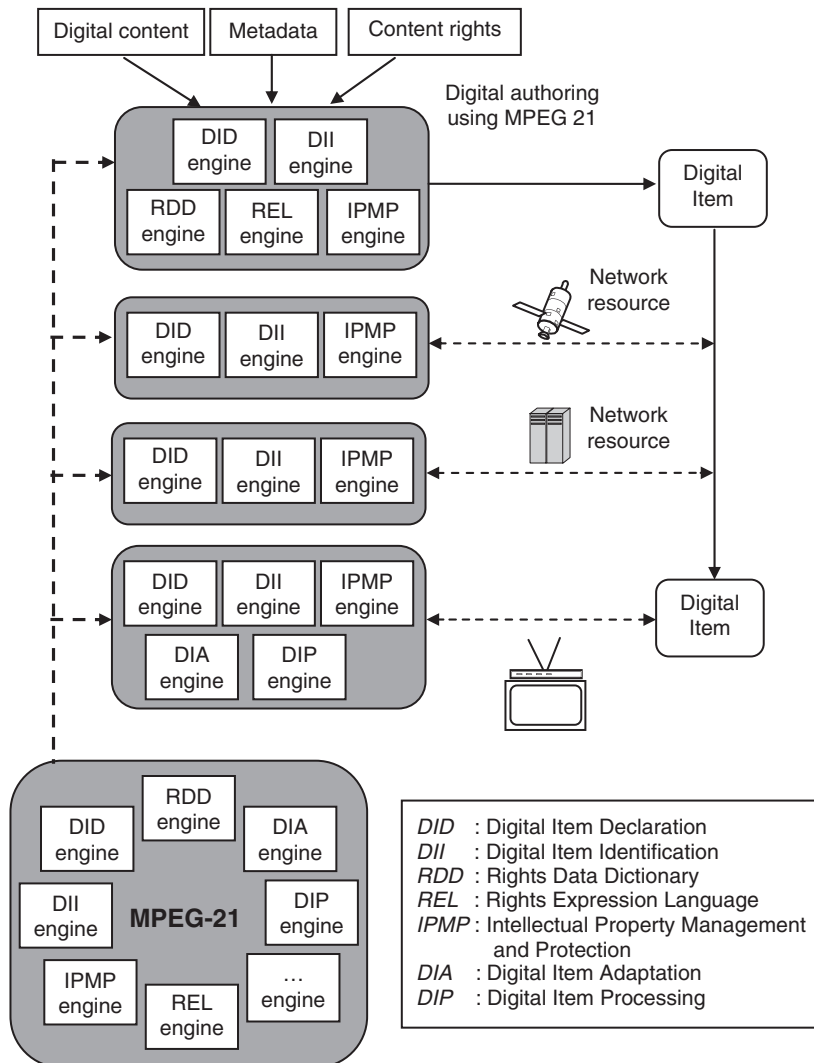 Digital content
Metadata
Content rights
Digital authoring
using MPEG 21
DID
engine
DII
engine
RDD
engine
REL
engine
IPMP
engine
Digital
Item
Network
resource
DID
engine
DII
engine
IPMP
engine
Network
resource
DID
engine
DII
engine
IPMP
engine
DID
engine
DII
engine
IPMP
engine
DIA
engine
DIP
engine
Digital
Item
RDD
engine
DID
engine
DIA
engine
DII
engine
MPEG-21
DIP
engine
IPMP
engine
REL
engine
...
engine
DID : Digital Item Declaration
DII : Digital Item Identification
RDD : Rights Data Dictionary
REL : Rights Expression Language
IPMP : Intellectual Property Management
and Protection
DIA : Digital Item Adaptation
DIP : Digital Item Processing